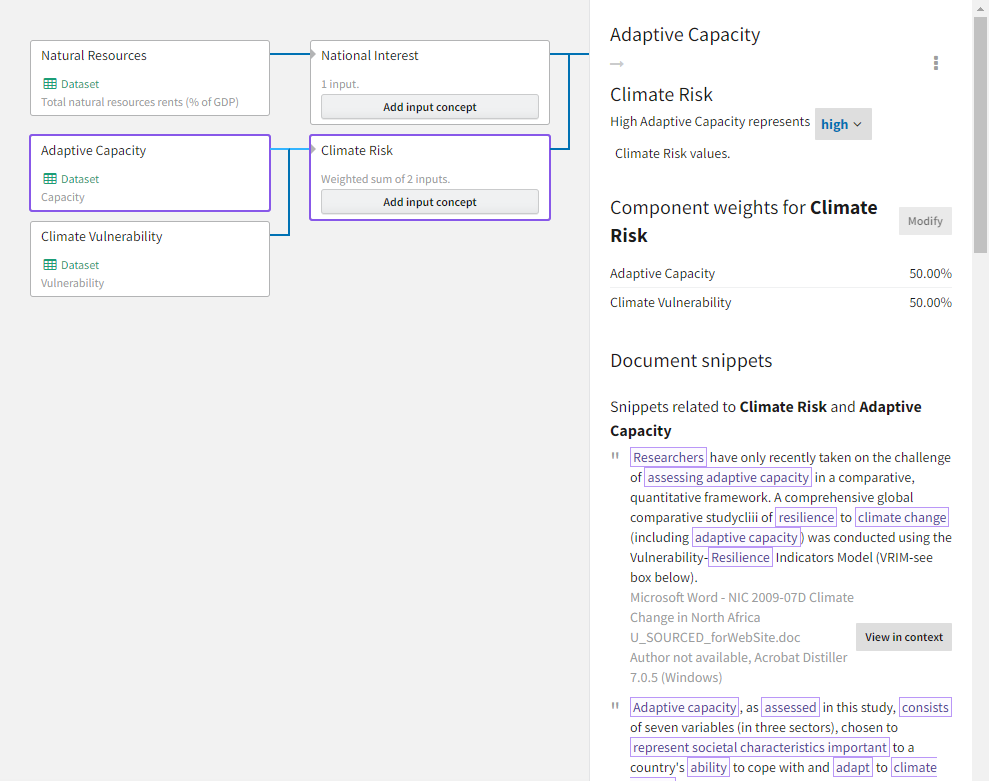 Natural Resources
Dataset
Total natural resources rents (% of GDP)
National Interest
1 input.
Add input concept
Adaptive Capacity
Dataset
Capacity
Climate Risk
Weighted sum of 2 inputs.
Add input concept
Climate Vulnerability
Dataset
Vulnerability
Adaptive Capacity
Climate Risk
High Adaptive Capacity represents high
Climate Risk values.
Component weights for Climate
Risk
Modify
Adaptive Capacity 50.00%
Climate Vulnerability 50.00%
Document snippets
Snippets related to Climate Risk and Adaptive
Capacity
" Researchers have only recently taken on the challenge
of assessing adaptive capacity in a comparative,
quantitative framework. A comprehensive global
comparative studycliii of resilience to climate change
(including adaptive capacity) was conducted using the
Vulnerability-Resilience Indicators Model (VRIM-see
box below).
Microsoft Word - NIC 2009-07D Climate
Change in North Africa
U_SOURCED_forWebSite.doc
Author not available, Acrobat Distiller
7.0.5 (Windows)
View in context
" Adaptive capacity, as assessed in this study, consists
of seven variables (in three sectors), chosen to
represent societal characteristics important to a
country's ability to cope with and adapt to climate